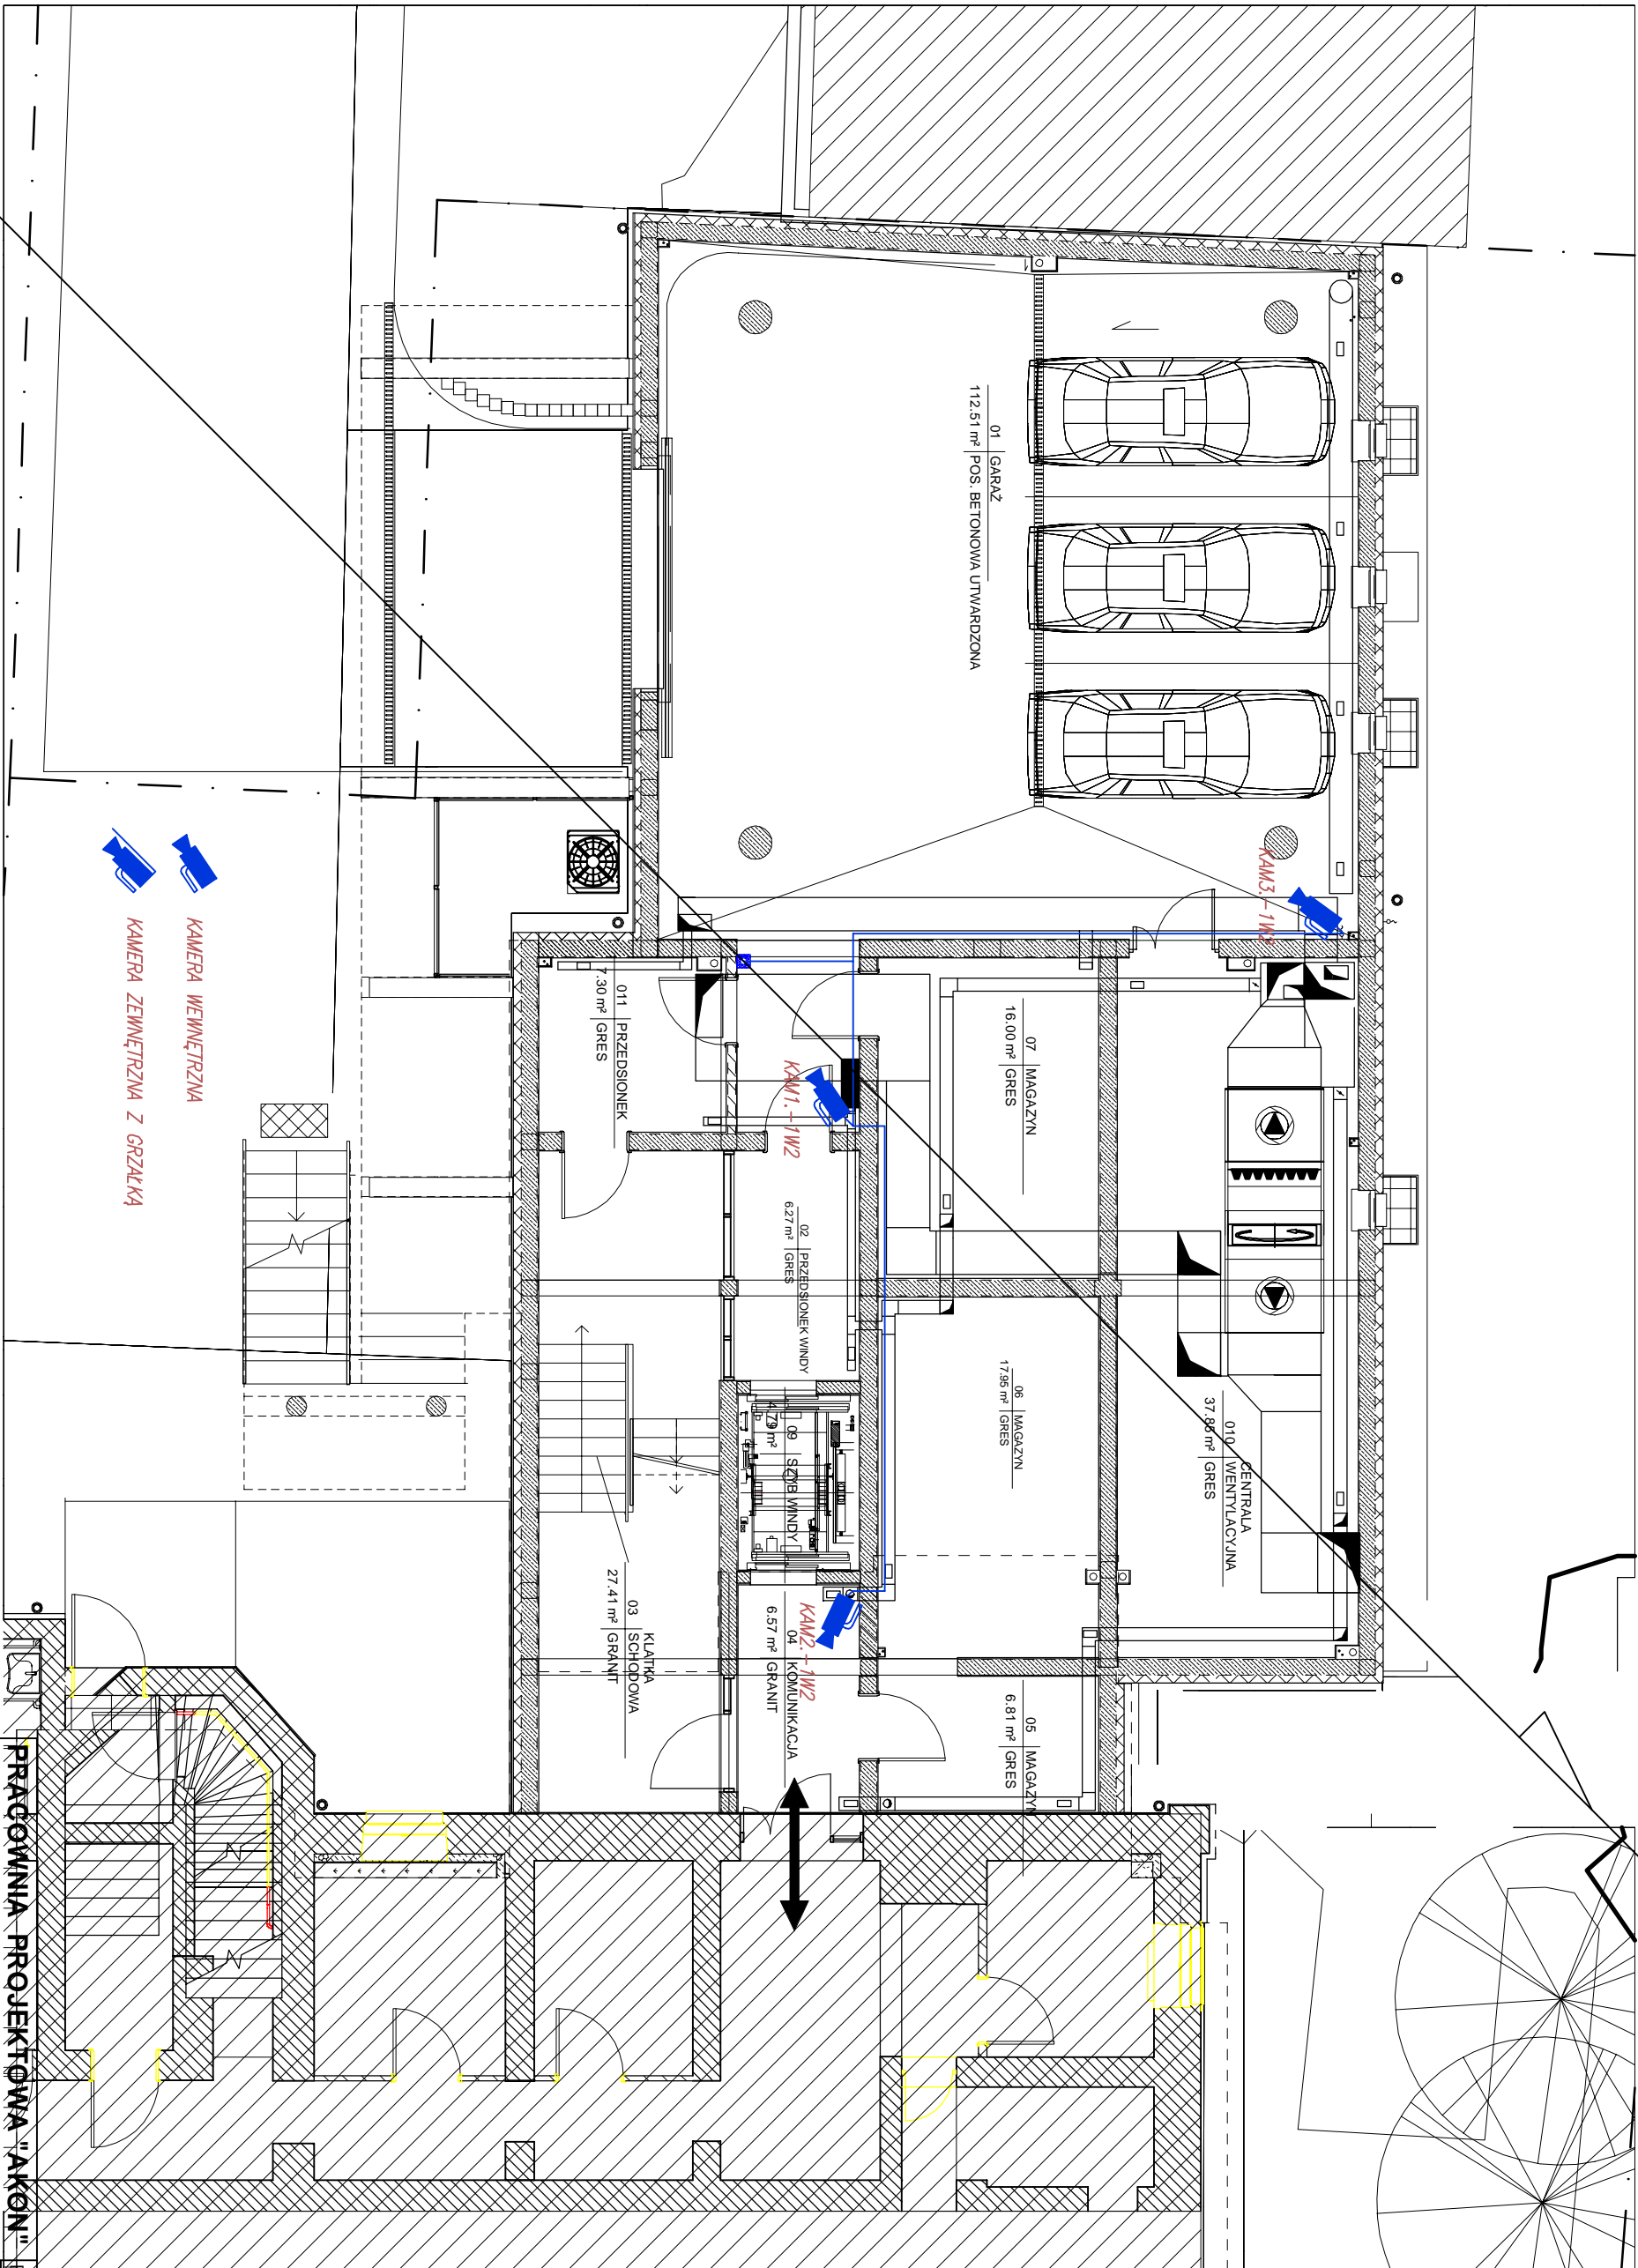 01 GARAŻ
112.51 m² POS. BETONOWA UTWARDZONA
KAM3.-1W2
07 MAGAZYN
16.00 m² GRES
011 PRZEDSIONEK
7.30 m² GRES
KAM1.-1W2
02 PRZEDSIONEK WINDY
6.27 m² GRES
KAMERA WEWNĘTRZNA
KAMERA ZEWNĘTRZNA Z GRZAŁKĄ
06 MAGAZYN
17.95 m² GRES
CENTRALA
010 WENTYLACYJNA
37.86 m² GRES
09 SZYB WINDY
4.79 m²
KLATKA
03 SCHODOWA
27.41 m² GRANIT
KAM2.-1W2
04 KOMUNIKACJA
6.57 m² GRANIT
05 MAGAZYN
6.81 m² GRES
PRACOWNIA PROJEKTOWA "AKON"